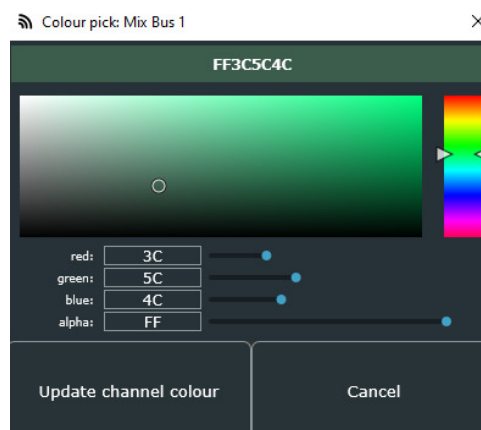 Colour pick: Mix Bus 1
FF3C5C4C
red: 3C
green: 5C
blue: 4C
alpha: FF
Update channel colour Cancel